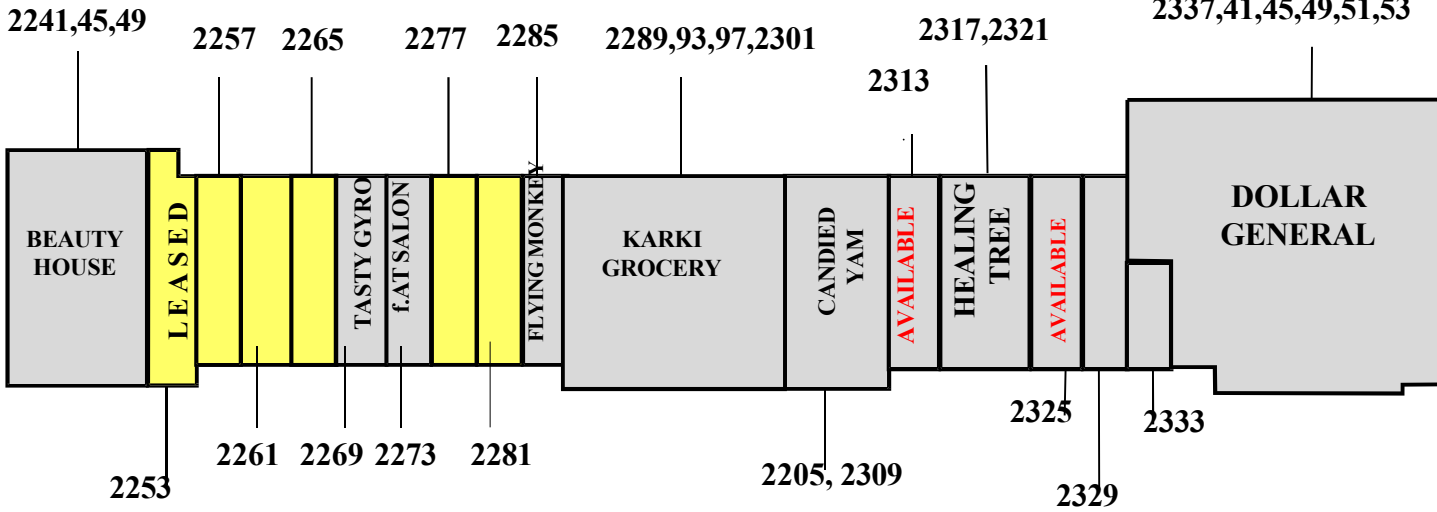 2241,45,49
2257
2265
2277
2285
2289,93,97,2301
2317,2321
2313
2337,41,45,49,51,53
BEAUTY
HOUSE
LEASED
TASTY GYRO
f.AT SALON
FLYING MONKEY
KARKI
GROCERY
CANDIED
YAM
AVAILABLE
HEALING
TREE
AVAILABLE
DOLLAR
GENERAL
2253
2261
2269
2273
2281
2205, 2309
2325
2329
2333